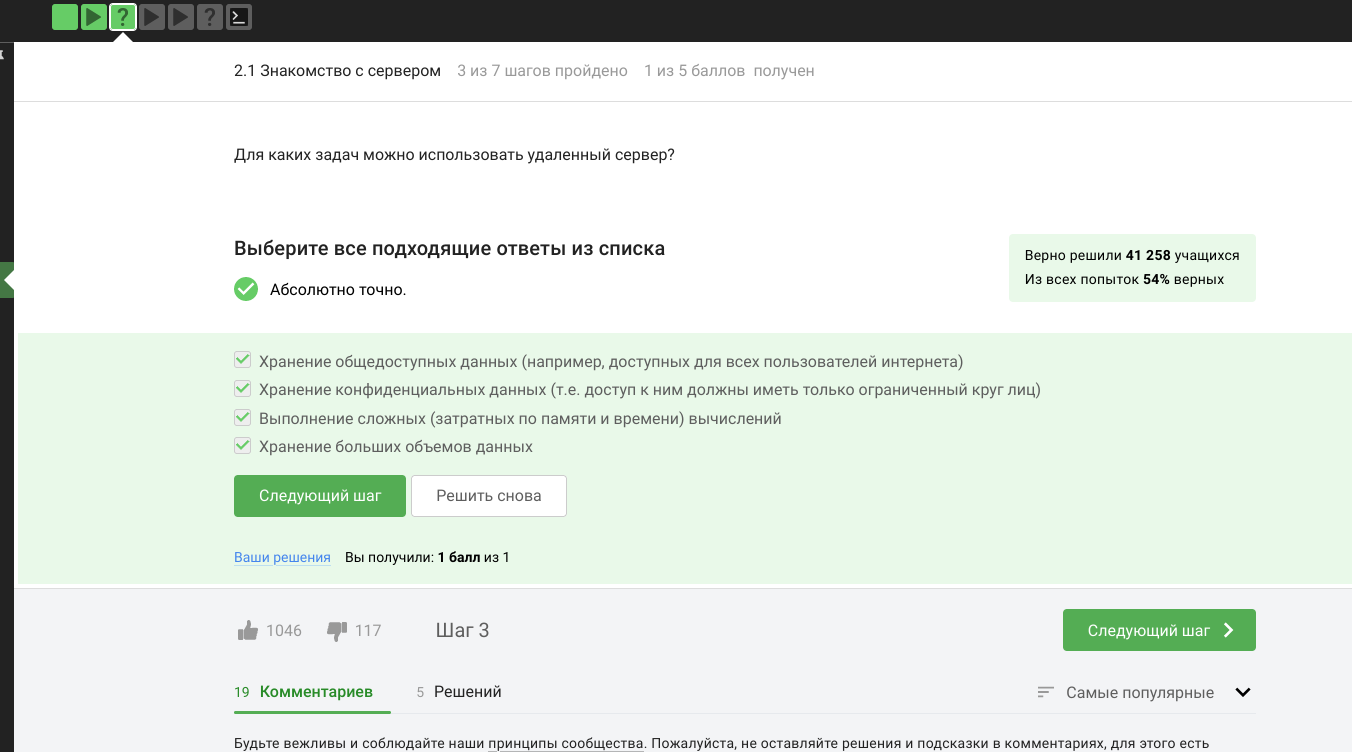 2.1 Знакомство с сервером 3 из 7 шагов пройдено 1 из 5 баллов получен
Для каких задач можно использовать удаленный сервер?
Выберите все подходящие ответы из списка
Верно решили 41 258 учащихся
Из всех попыток 54% верных
Абсолютно точно.
Хранение общедоступных данных (например, доступных для всех пользователей интернета)
Хранение конфиденциальных данных (т.е. доступ к ним должны иметь только ограниченный круг лиц)
Выполнение сложных (затратных по памяти и времени) вычислений
Хранение больших объемов данных
Следующий шаг Решить снова
Ваши решения Вы получили: 1 балл из 1
1046 117 Шаг 3 Следующий шаг
19 Комментариев 5 Решений Самые популярные
Будьте вежливы и соблюдайте наши принципы сообщества. Пожалуйста, не оставляйте решения и подсказки в комментариях, для этого есть